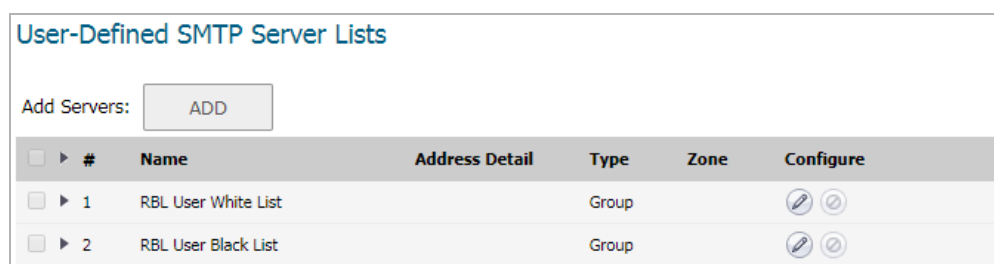 User-Defined SMTP Server Lists
Add Servers: ADD
# Name Address Detail Type Zone Configure
1 RBL User White List Group
2 RBL User Black List Group